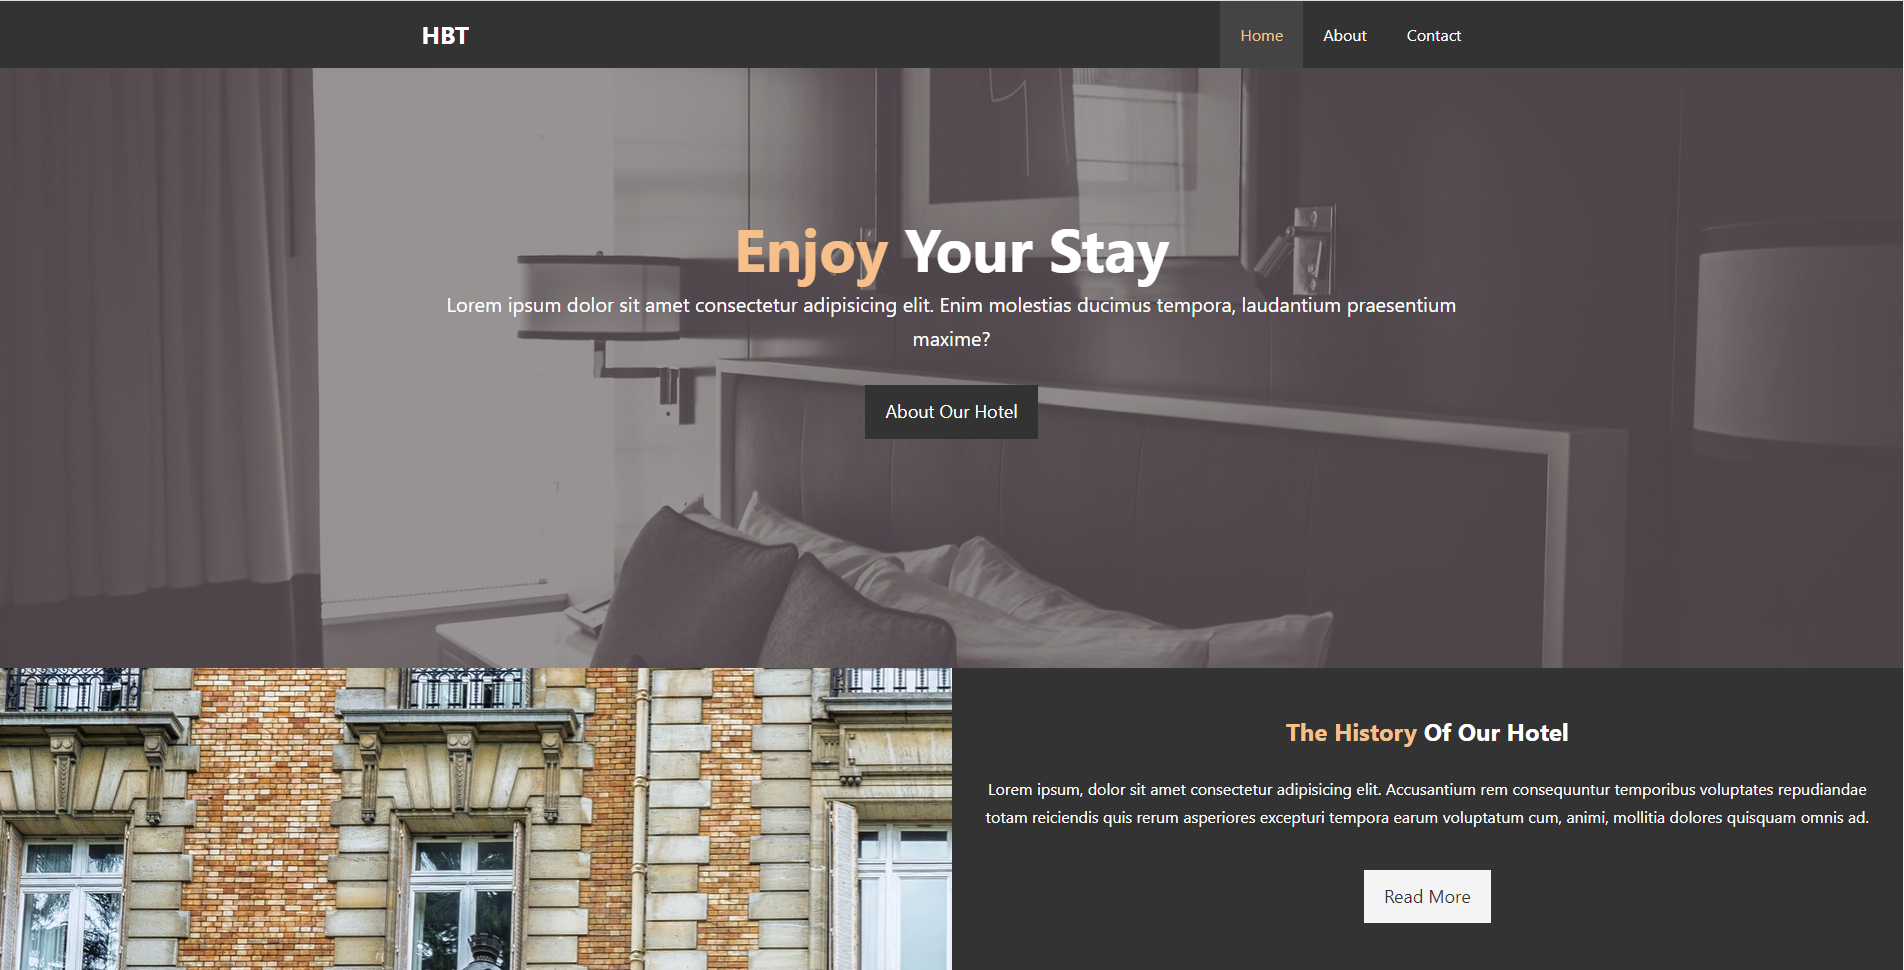 HBT
Home About Contact
Enjoy Your Stay
Lorem ipsum dolor sit amet consectetur adipisicing elit. Enim molestias ducimus tempora, laudantium praesentium
maxime?
About Our Hotel
The History Of Our Hotel
Lorem ipsum, dolor sit amet consectetur adipisicing elit. Accusantium rem consequuntur temporibus voluptates repudiandae
totam reiciendis quis rerum asperiores excepturi tempora earum voluptatum cum, animi, mollitia dolores quisquam omnis ad.
Read More